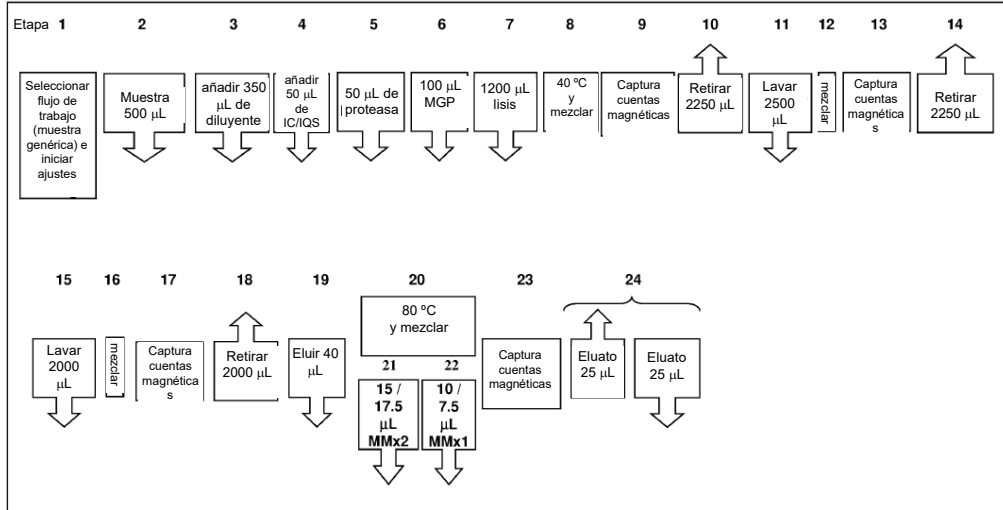 Etapa 1 2 3 4 5 6 7 8 9 10 11 12 13 14
Seleccionar
flujo de
trabajo
(muestra
genérica) e
iniciar
ajustes
Muestra
500 µL
añadir 350
µL de
diluyente
añadir
50 µL
de
IC/IQS
50 µL de
proteasa
100 µL
MGP
1200 µL
lisis
40 ºC
y
mezclar
Captura
cuentas
magnéticas
Retirar
2250 µL
Lavar
2500
µL
mezclar
Captura
cuentas
magnética
s
Retirar
2250 µL
15 16 17 18 19 20 23 24
Lavar
2000
µL
mezclar
Captura
cuentas
magnética
s
Retirar
2000 µL
Eluir 40
µL
80 ºC
y mezclar
21 22
15 /
17.5
µL
MMx2
10 /
7.5
µL
MMx1
Captura
cuentas
magnéticas
Eluato
25 µL
Eluato
25 µL